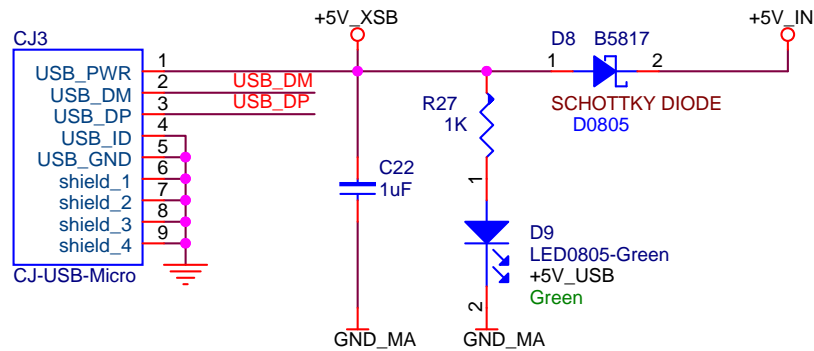 +5V_XSB
+5V_IN
CJ3
D8 B5817
1
USB_PWR
1
2
USB_DM
2
USB_DM
SCHOTTKY DIODE
USB_DP
3
USB_DP
R27
D0805
USB_ID
4
1K
USB_GND
5
shield_1
6
C22
1
shield_2
7
1uF
shield_3
8
D9
shield_4
9
LED0805-Green
CJ-USB-Micro
+5V_USB
2
Green
GND_MA
GND_MA